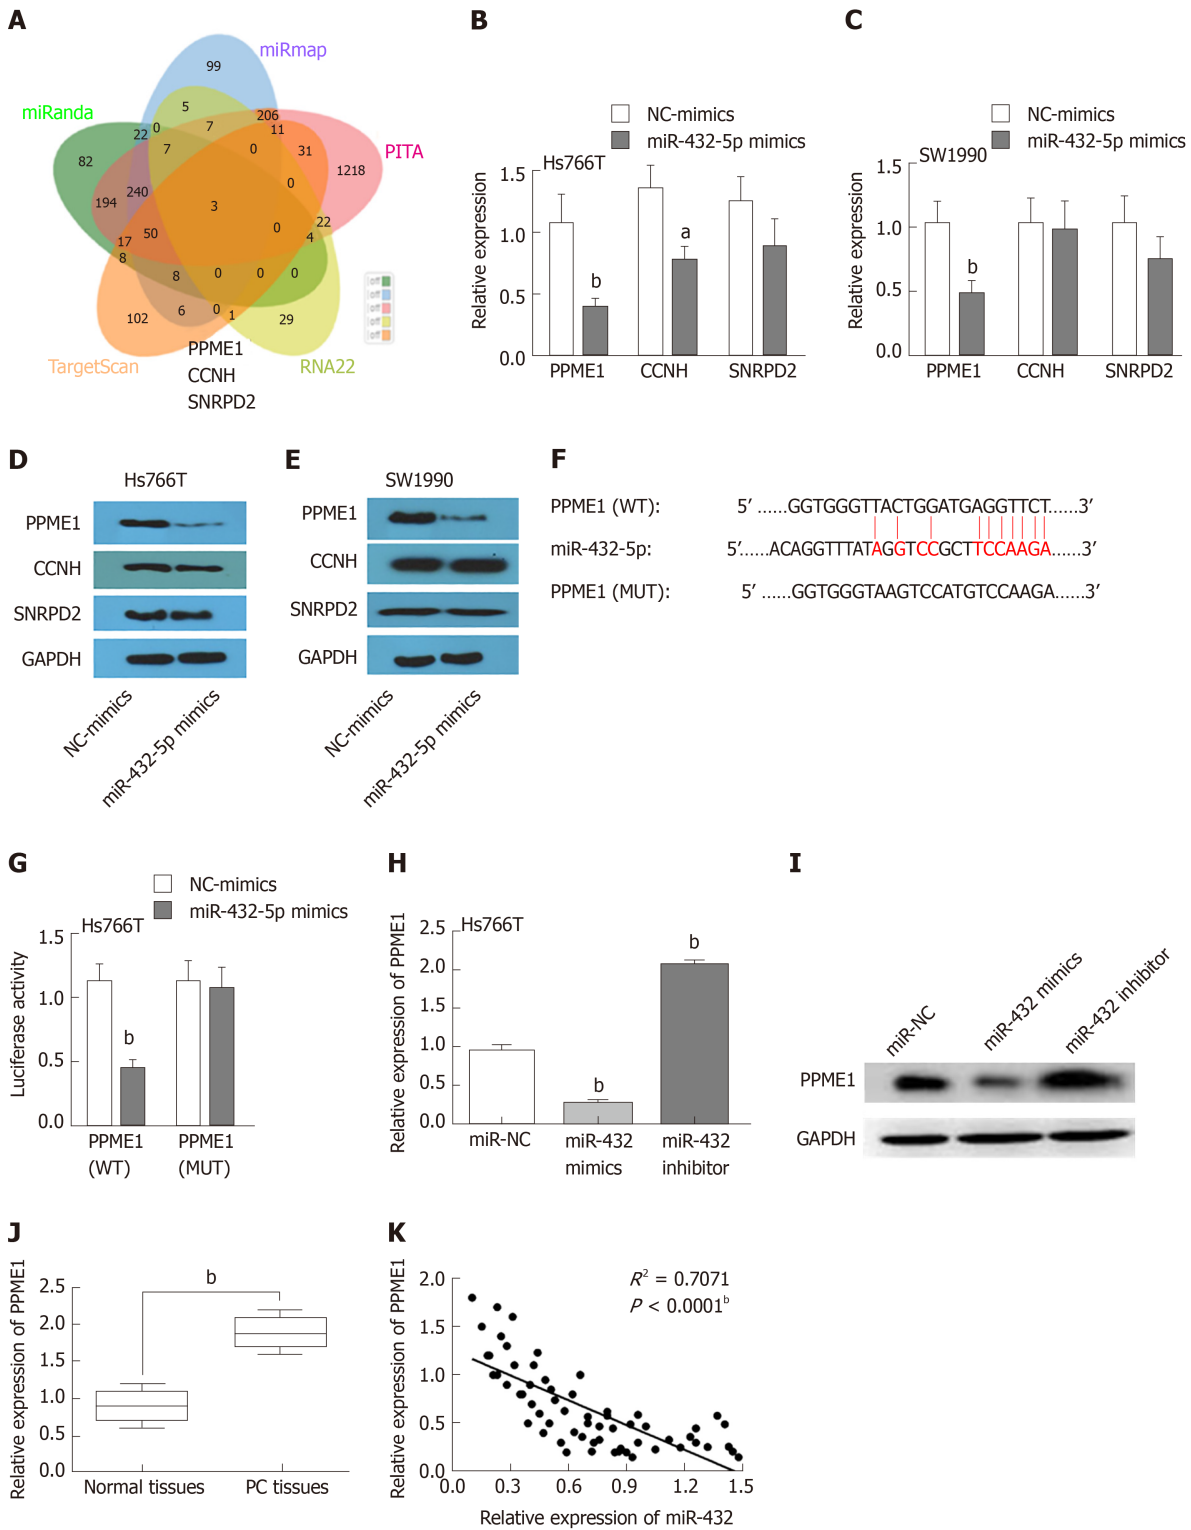 A
miRmap
miRanda
PITA
TargetScan
RNA22
99
5
206
22
0
7
11
82
7
0
31
1218
240
0
194
3
22
17
50
0
4
8
8
0
0
0
102
6
0
1
29
off
off
off
off
off
PPME1
CCNH
SNRPD2
B
NC-mimics
miR-432-5p mimics
Hs766T
Relative expression
1.5
1.0
0.5
0.0
b
a
PPME1
CCNH
SNRPD2
C
NC-mimics
miR-432-5p mimics
SW1990
Relative expression
1.5
1.0
0.5
0.0
b
PPME1
CCNH
SNRPD2
D
Hs766T
PPME1
CCNH
SNRPD2
GAPDH
NC-mimics
miR-432-5p mimics
E
SW1990
PPME1
CCNH
SNRPD2
GAPDH
NC-mimics
miR-432-5p mimics
F
PPME1 (WT): 5′ ......GGTGGGTTACTGGATGAGGTTCT......3′
miR-432-5p: 5′......ACAGGTTTATAGGTCCGCTTCCAAGA......3′
PPME1 (MUT): 5′ ......GGTGGGTAAGTCCATGTCCAAGA......3′
G
NC-mimics
miR-432-5p mimics
Hs766T
Luciferase activity
1.5
1.0
0.5
0.0
b
PPME1
(WT)
PPME1
(MUT)
H
Hs766T
Relative expression of PPME1
2.5
2.0
1.5
1.0
0.5
0.0
b
b
miR-NC
miR-432
mimics
miR-432
inhibitor
I
miR-NC
miR-432 mimics
miR-432 inhibitor
PPME1
GAPDH
J
Relative expression of PPME1
2.5
2.0
1.5
1.0
0.5
0.0
b
Normal tissues
PC tissues
K
Relative expression of PPME1
2.0
1.5
1.0
0.5
0.0
R² = 0.7071
P < 0.0001ᵇ
0.0 0.3 0.6 0.9 1.2 1.5
Relative expression of miR-432